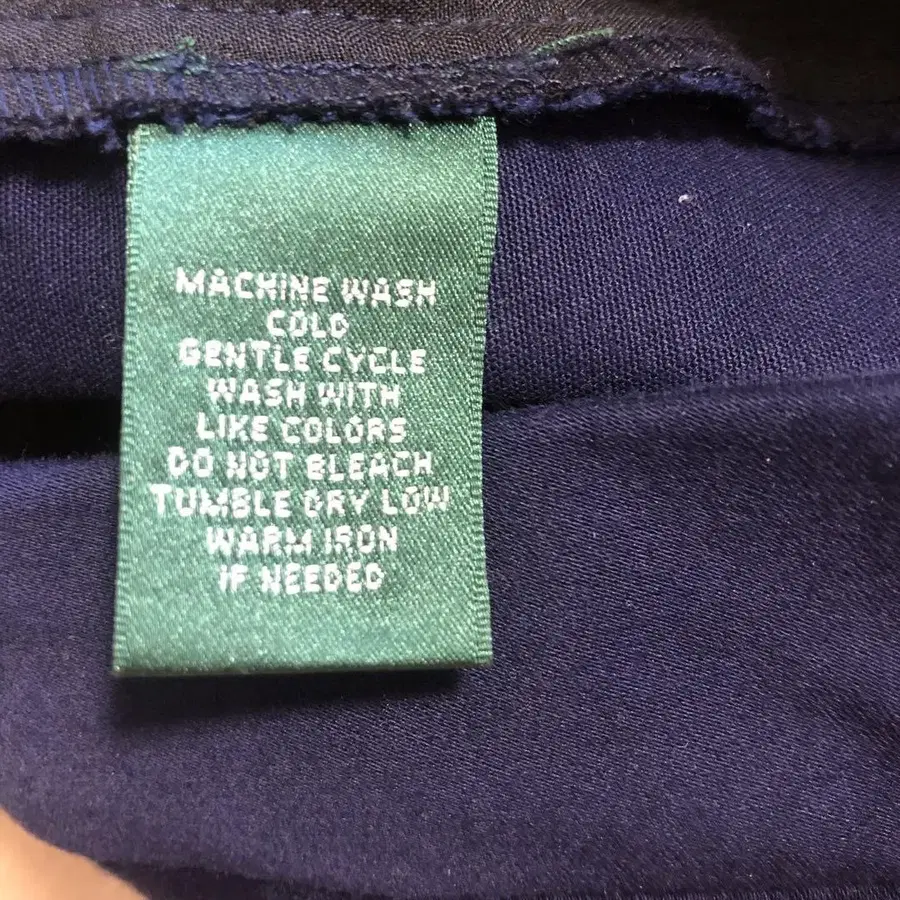 MACHINE WASH
COLD
GENTLE CYCLE
WASH WITH
LIKE COLORS
DO NOT BLEACH
TUMBLE DRY LOW
WARM IRON
IF NEEDED